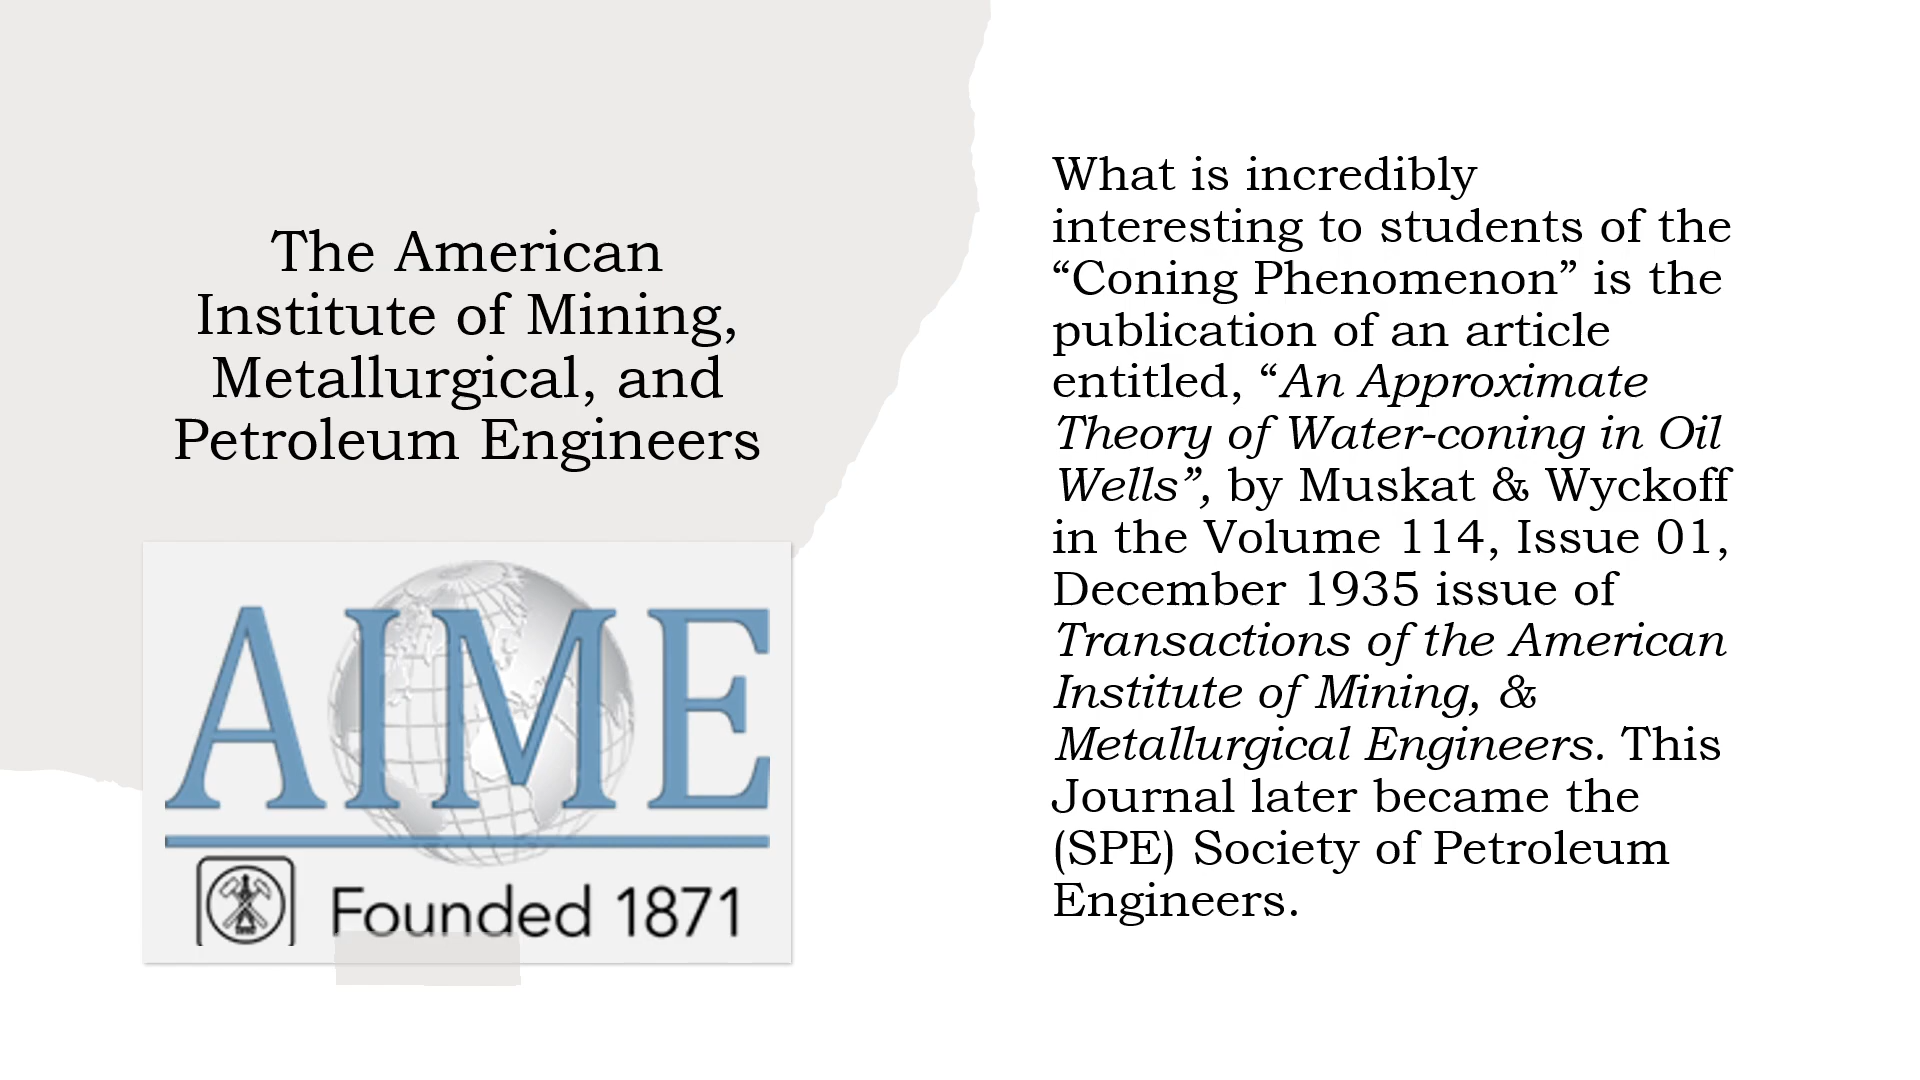 The American
Institute of Mining,
Metallurgical, and
Petroleum Engineers
AIME
Founded 1871
What is incredibly
interesting to students of the
“Coning Phenomenon” is the
publication of an article
entitled, “An Approximate
Theory of Water-coning in Oil
Wells”, by Muskat & Wyckoff
in the Volume 114, Issue 01,
December 1935 issue of
Transactions of the American
Institute of Mining, &
Metallurgical Engineers. This
Journal later became the
(SPE) Society of Petroleum
Engineers.